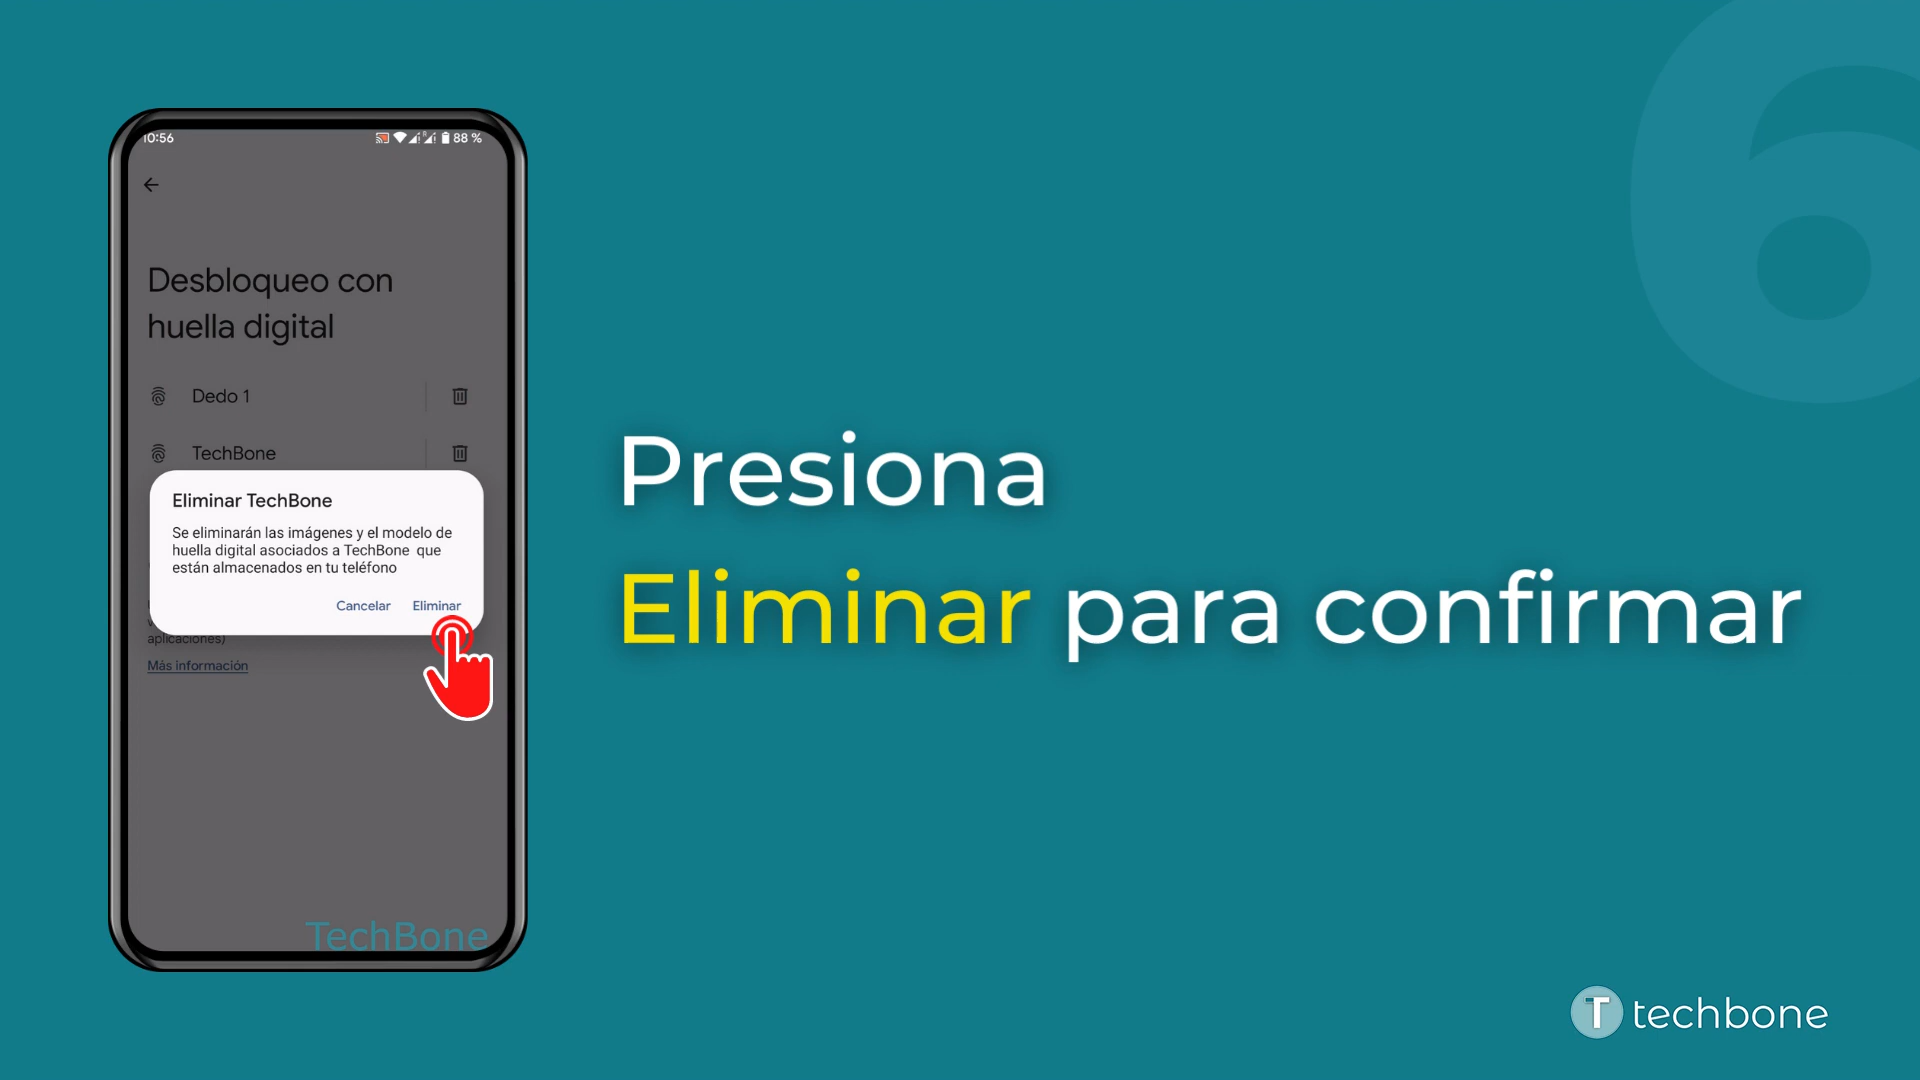 6
10:56
R
88 %
Desbloqueo con
huella digital
Dedo 1
TechBone
Eliminar TechBone
Se eliminarán las imágenes y el modelo de
huella digital asociados a TechBone que
están almacenados en tu teléfono
Cancelar Eliminar
aplicaciones)
Más información
TechBone
Presiona
Eliminar para confirmar
T techbone